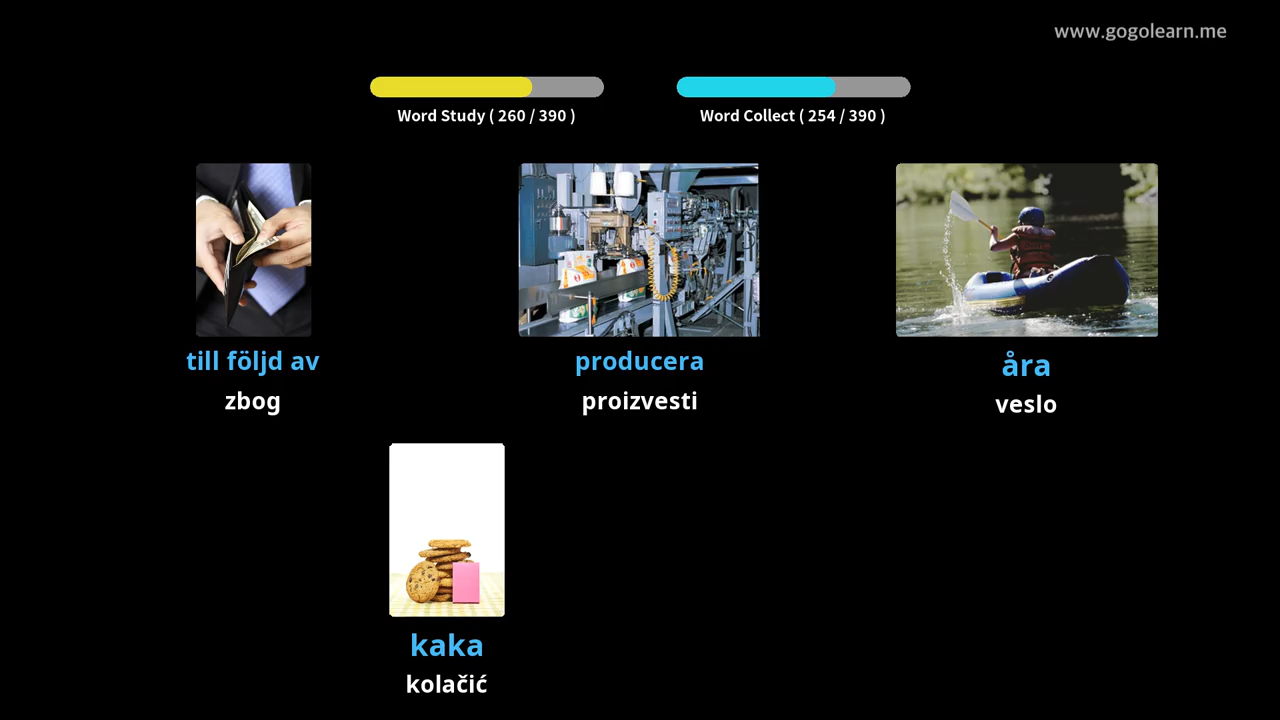 www.gogolearn.me
Word Study ( 260 / 390 )
Word Collect ( 254 / 390 )
till följd av
zbog
producera
proizvesti
åra
veslo
kaka
kolačić